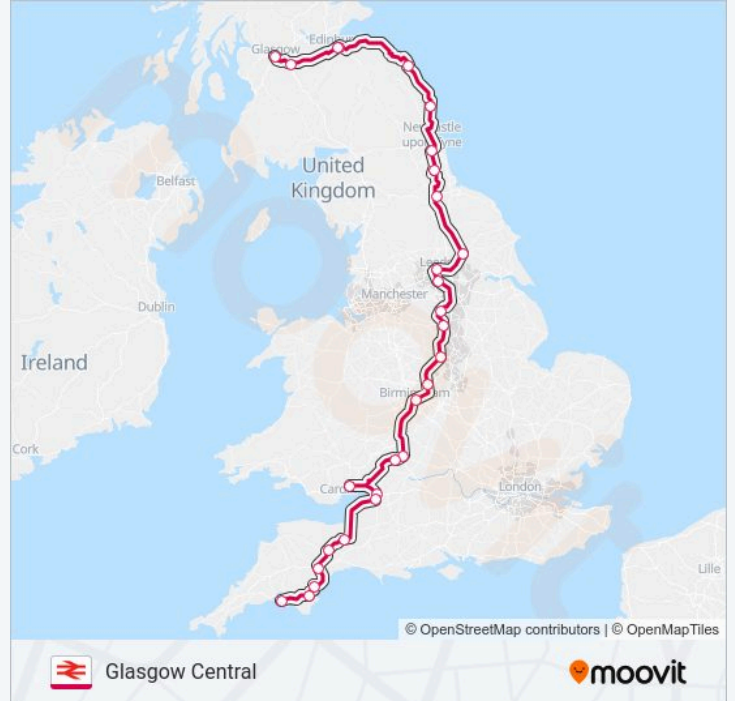 Glasgow
Edinbur
Newcastle
upon Tyne
United
Kingdom
Belfast
Leeds
Manchester
Dublin
Ireland
Birmingham
Cork
Card
London
Lille
© OpenStreetMap contributors | © OpenMapTiles
Glasgow Central
moovit